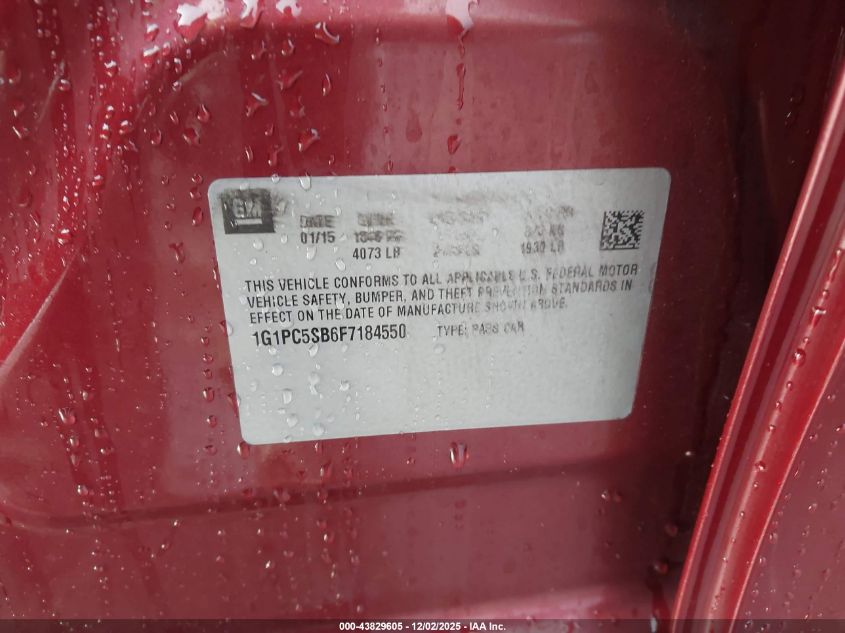 GM
DATE
01/15 1930 LB
4073 LB
THIS VEHICLE CONFORMS TO ALL APPLICABLE U.S. FEDERAL MOTOR
VEHICLE SAFETY, BUMPER, AND THEFT PREVENTION STANDARDS IN
EFFECT ON THE DATE OF MANUFACTURE SHOWN ABOVE.
1G1PC5SB6F7184550 TYPE: PASS CAR
000-43829605 - 12/02/2025 - IAA Inc.